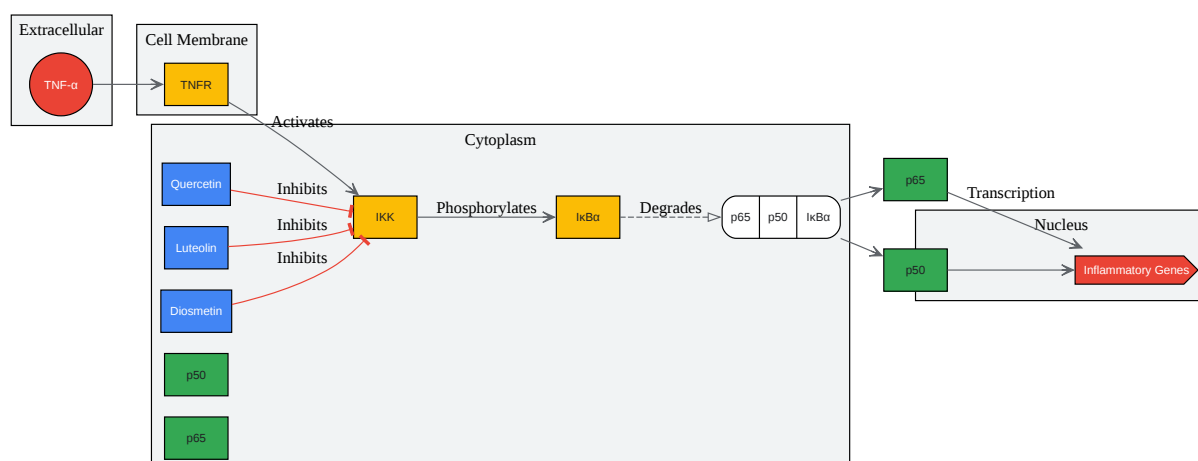 Extracellular
TNF-α
Cell Membrane
TNFR
Activates
Cytoplasm
Quercetin
Inhibits
Luteolin
Inhibits
Diosmetin
Inhibits
p50
p65
IKK
Phosphorylates
IκBα
Degrades
p65 p50 IκBα
p65
Transcription
Nucleus
p50
Inflammatory Genes